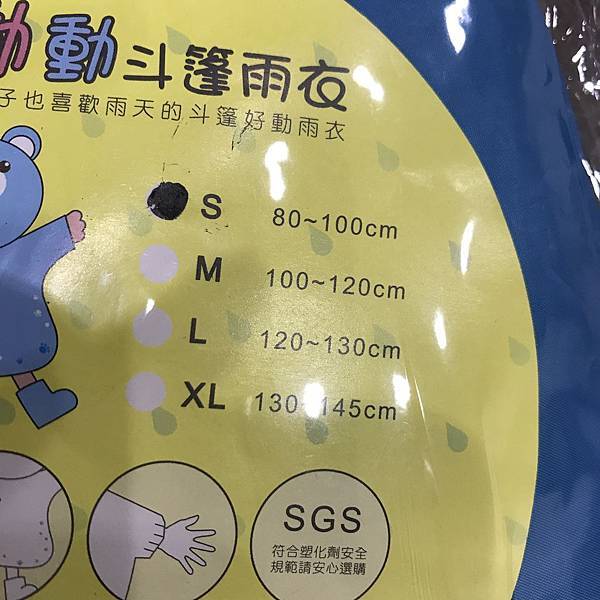 動斗篷雨衣
子也喜歡雨天的斗篷好動雨衣
S 80~100cm
M 100~120cm
L 120~130cm
XL 130~145cm
SGS
符合塑化劑安全
規範請安心選購